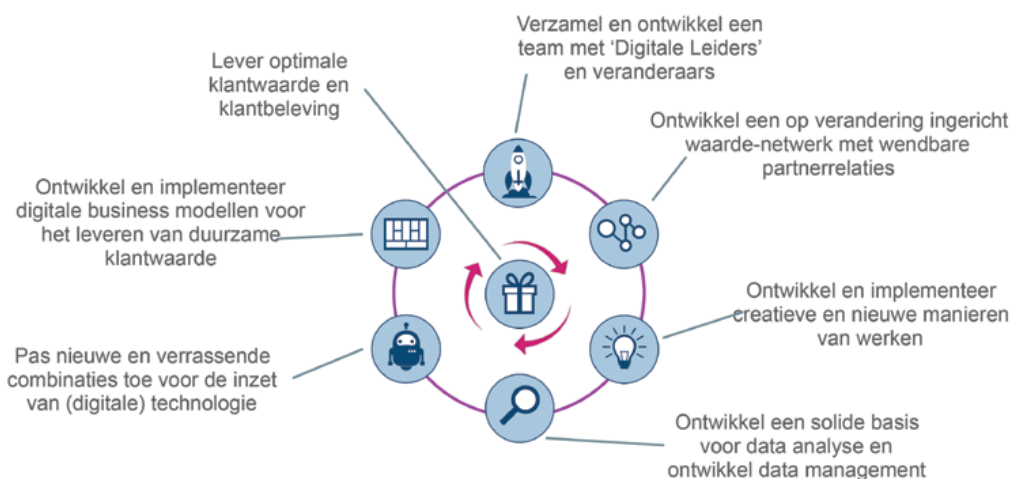 Verzamel en ontwikkel een
team met ‘Digitale Leiders’
en veranderaars
Lever optimale
klantwaarde en
klantbeleving
Ontwikkel een op verandering ingericht
waarde-netwerk met wendbare
partnerrelaties
Ontwikkel en implementeer
digitale business modellen voor
het leveren van duurzame
klantwaarde
Ontwikkel en implementeer
creatieve en nieuwe manieren
van werken
Pas nieuwe en verrassende
combinaties toe voor de inzet
van (digitale) technologie
Ontwikkel een solide basis
voor data analyse en
ontwikkel data management